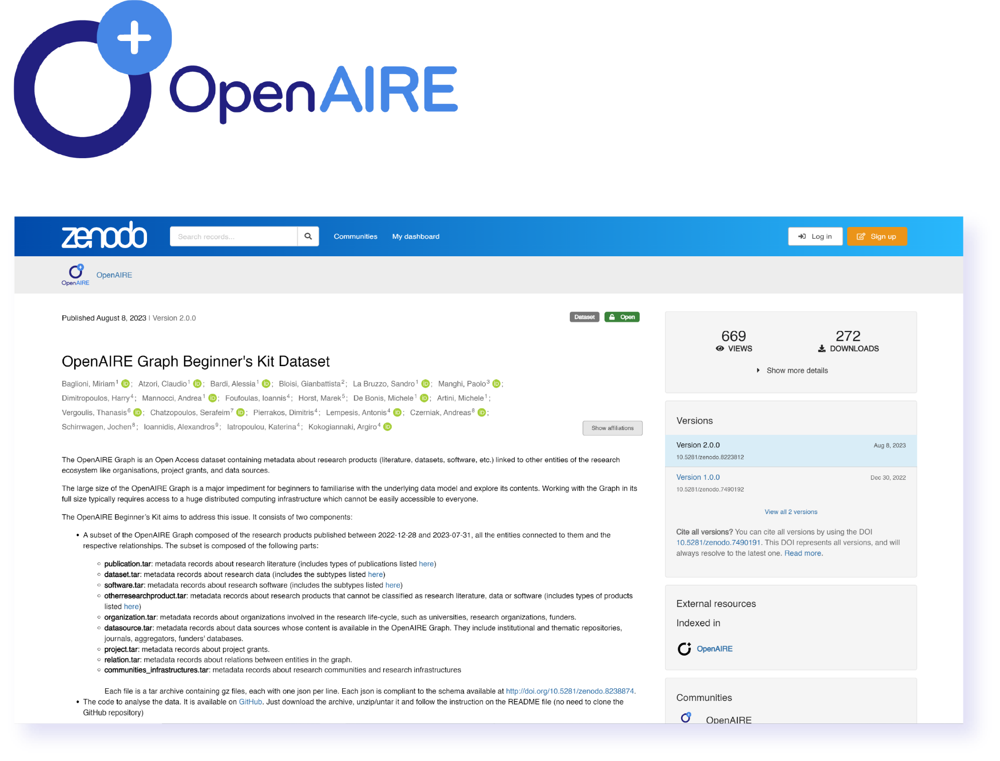 OpenAIRE
zenodo
Search records...
Communities
My dashboard
Log in
Sign up
OpenAIRE
OpenAIRE
Published August 8, 2023 | Version 2.0.0
Dataset
Open
OpenAIRE Graph Beginner's Kit Dataset
Baglioni, Miriam1 iD; Atzori, Claudio1 iD; Bardi, Alessia1 iD; Bloisi, Gianbattista2; La Bruzzo, Sandro1 iD; Manghi, Paolo3 iD;
Dimitropoulos, Harry4; Mannocci, Andrea1 iD; Foufoulas, Ioannis4; Horst, Marek5; De Bonis, Michele1 iD; Artini, Michele1;
Vergoulis, Thanasis6 iD; Chatzopoulos, Serafeim7 iD; Pierrakos, Dimitris4; Lempesis, Antonis4 iD; Czerniak, Andreas8 iD;
Schirrwagen, Jochen8; Ioannidis, Alexandros9; Iatropoulou, Katerina4; Kokogiannaki, Argiro4 iD
Show affiliations
The OpenAIRE Graph is an Open Access dataset containing metadata about research products (literature, datasets, software, etc.) linked to other entities of the research
ecosystem like organisations, project grants, and data sources.
The large size of the OpenAIRE Graph is a major impediment for beginners to familiarise with the underlying data model and explore its contents. Working with the Graph in its
full size typically requires access to a huge distributed computing infrastructure which cannot be easily accessible to everyone.
The OpenAIRE Beginner's Kit aims to address this issue. It consists of two components:
• A subset of the OpenAIRE Graph composed of the research products published between 2022-12-28 and 2023-07-31, all the entities connected to them and the
respective relationships. The subset is composed of the following parts:
◦ publication.tar: metadata records about research literature (includes types of publications listed here)
◦ dataset.tar: metadata records about research data (includes the subtypes listed here)
◦ software.tar: metadata records about research software (includes the subtypes listed here)
◦ otherresearchproduct.tar: metadata records about research products that cannot be classified as research literature, data or software (includes types of products
listed here)
◦ organization.tar: metadata records about organizations involved in the research life-cycle, such as universities, research organizations, funders.
◦ datasource.tar: metadata records about data sources whose content is available in the OpenAIRE Graph. They include institutional and thematic repositories,
journals, aggregators, funders' databases.
◦ project.tar: metadata records about project grants.
◦ relation.tar: metadata records about relations between entities in the graph.
◦ communities_infrastructures.tar: metadata records about research communities and research infrastructures
Each file is a tar archive containing gz files, each with one json per line. Each json is compliant to the schema available at http://doi.org/10.5281/zenodo.8238874.
• The code to analyse the data. It is available on GitHub. Just download the archive, unzip/untar it and follow the instruction on the README file (no need to clone the
GitHub repository)
669
VIEWS
272
DOWNLOADS
Show more details
Versions
Version 2.0.0
Aug 8, 2023
10.5281/zenodo.8223812
Version 1.0.0
Dec 30, 2022
10.5281/zenodo.7490192
View all 2 versions
Cite all versions? You can cite all versions by using the DOI
10.5281/zenodo.7490191. This DOI represents all versions, and will
always resolve to the latest one. Read more.
External resources
Indexed in
OpenAIRE
Communities
OpenAIRE